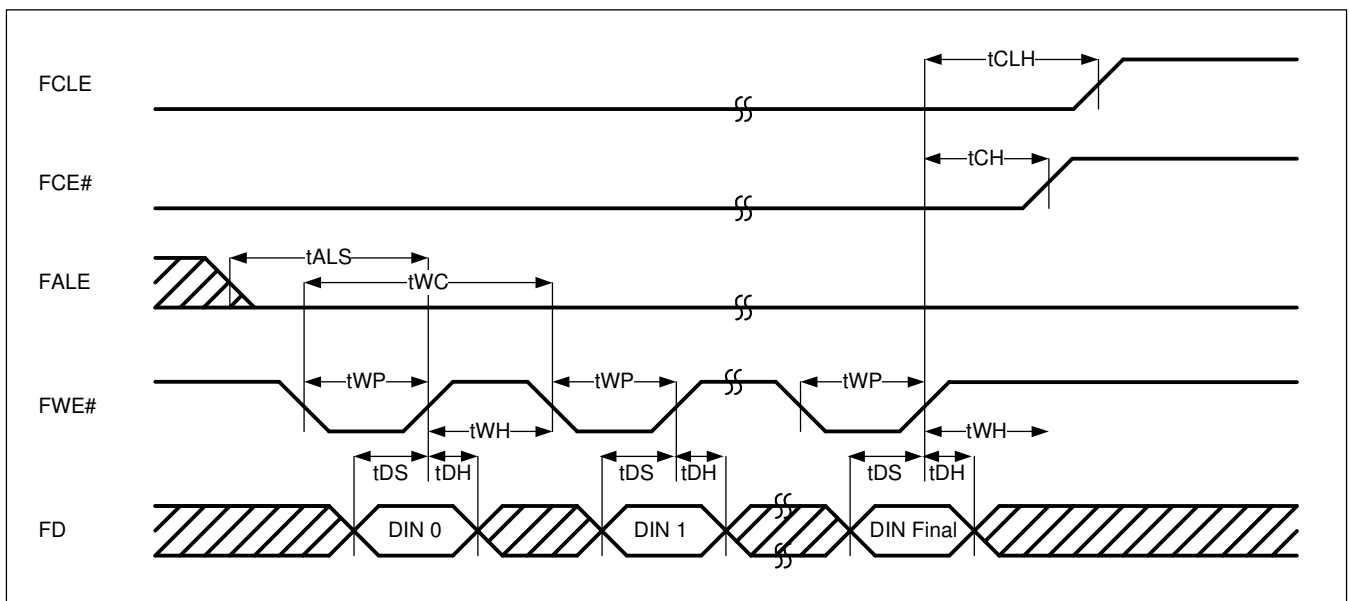 tCLH
FCLE
tCH
FCE#
tALS
tWC
FALE
tWP tWP tWP
FWE#
tWH tWH
tDS tDH tDS tDH tDS tDH
FD DIN 0 DIN 1 DIN Final